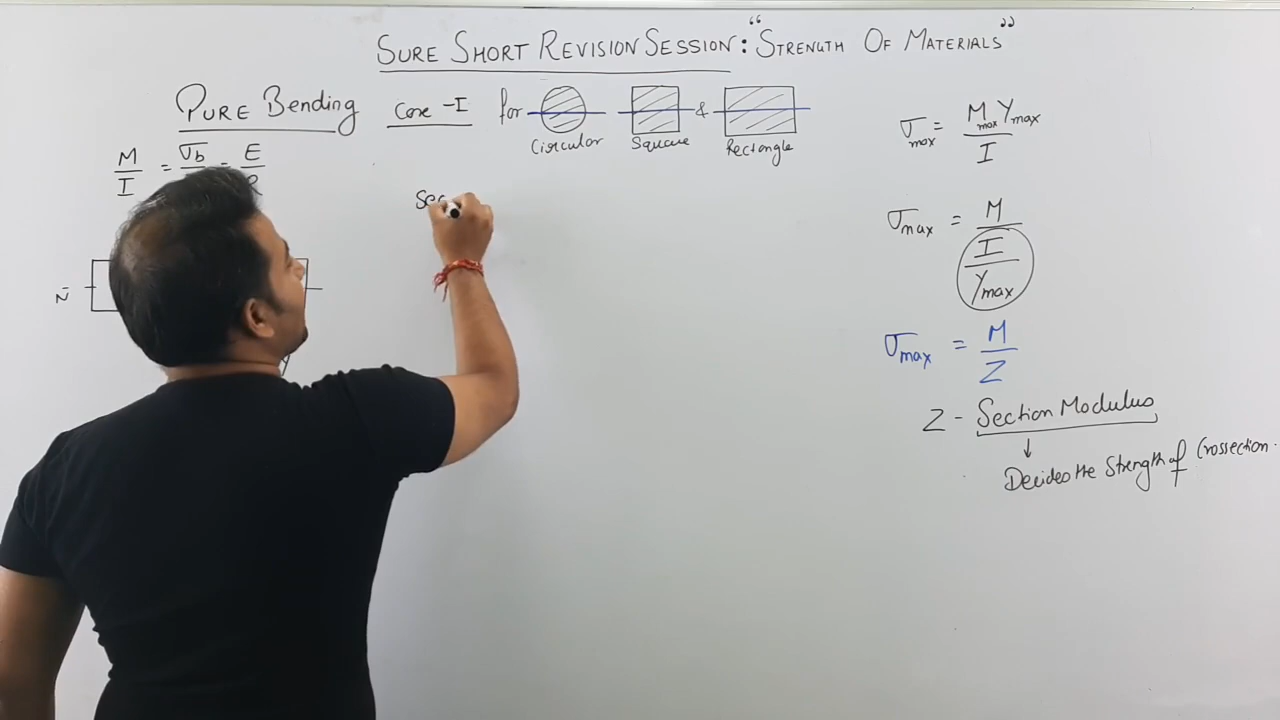 SURE SHORT REVISION SESSION: "STRENGTH OF MATERIALS"
PURE Bending
Case - I for Circular Square & Rectangle
M/I = σb/ = E/
N
Sec
σmax = Mmax Ymax / I
σmax = M / I/Ymax
σmax = M/Z
Z - Section Modulus
↓
Decides the Strength of Crossection.